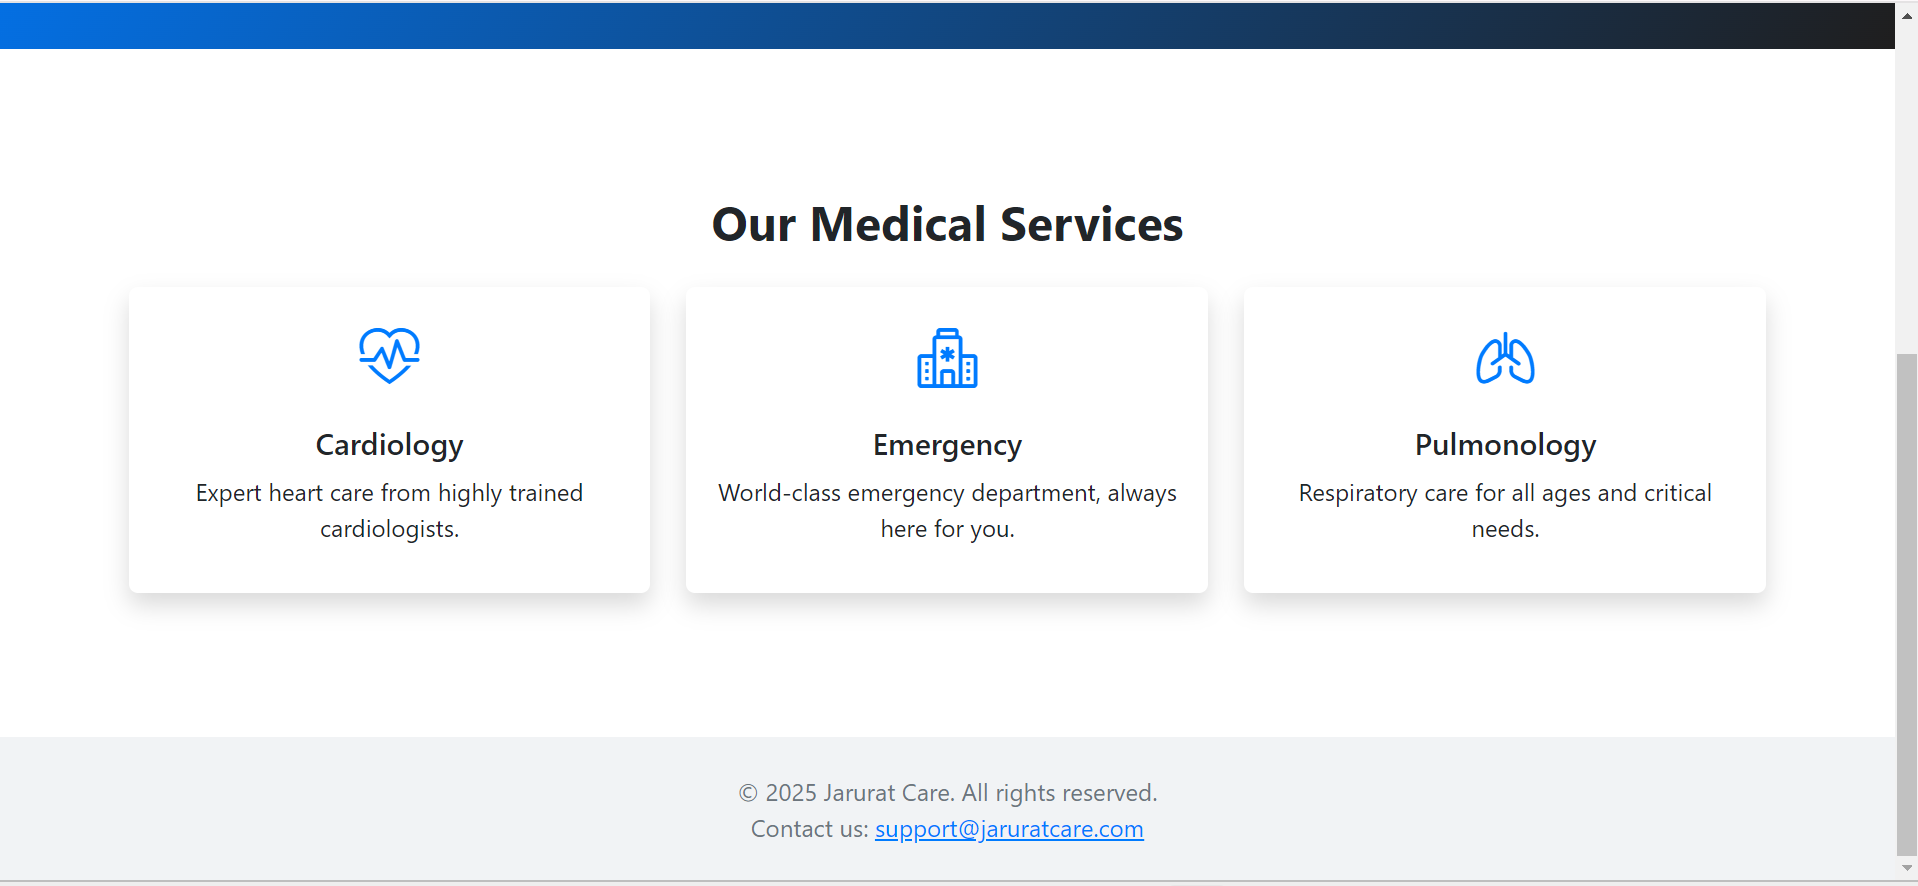 Our Medical Services
Cardiology
Expert heart care from highly trained
cardiologists.
Emergency
World-class emergency department, always
here for you.
Pulmonology
Respiratory care for all ages and critical
needs.
© 2025 Jarurat Care. All rights reserved.
Contact us: support@jaruratcare.com